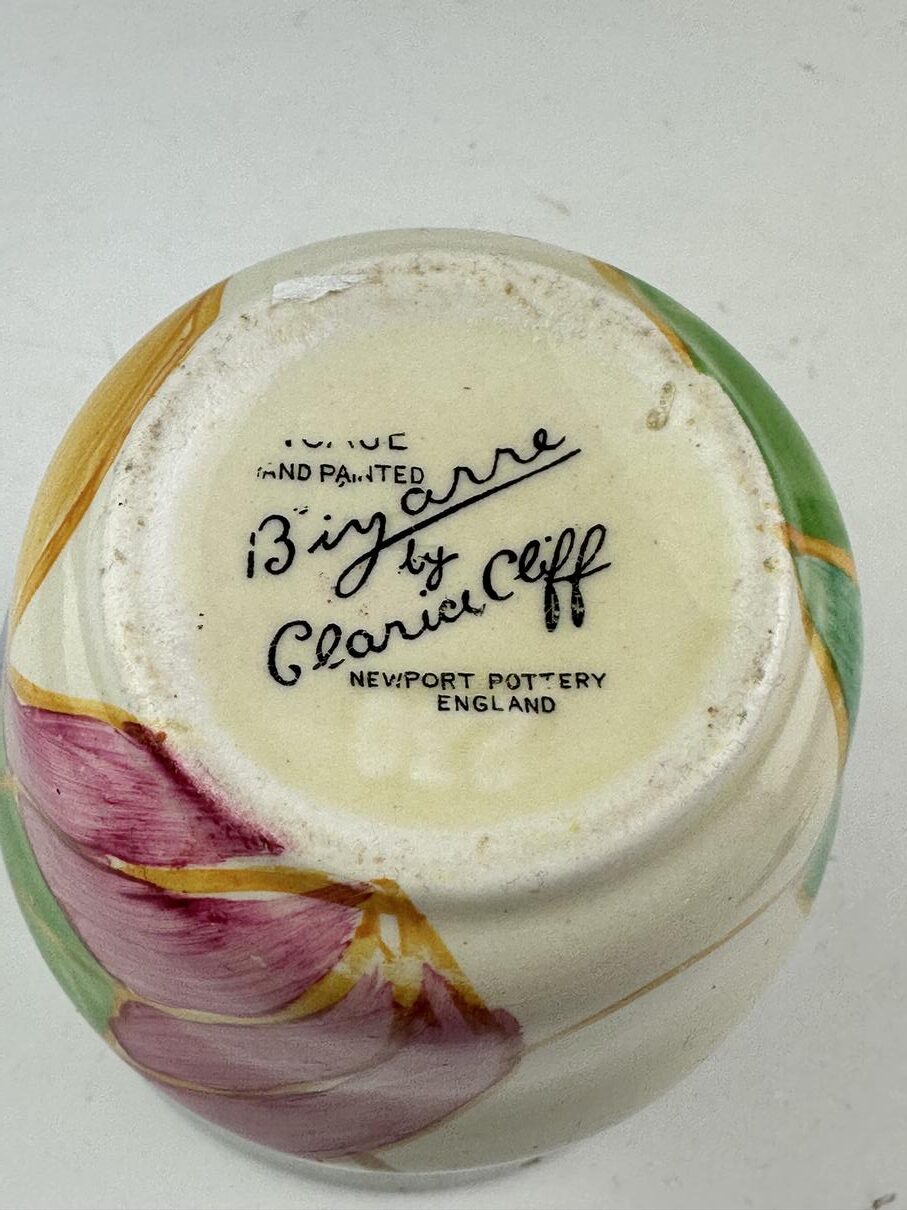 HAND PAINTED
Bizarre
by
Clarice Cliff
NEWPORT POTTERY
ENGLAND